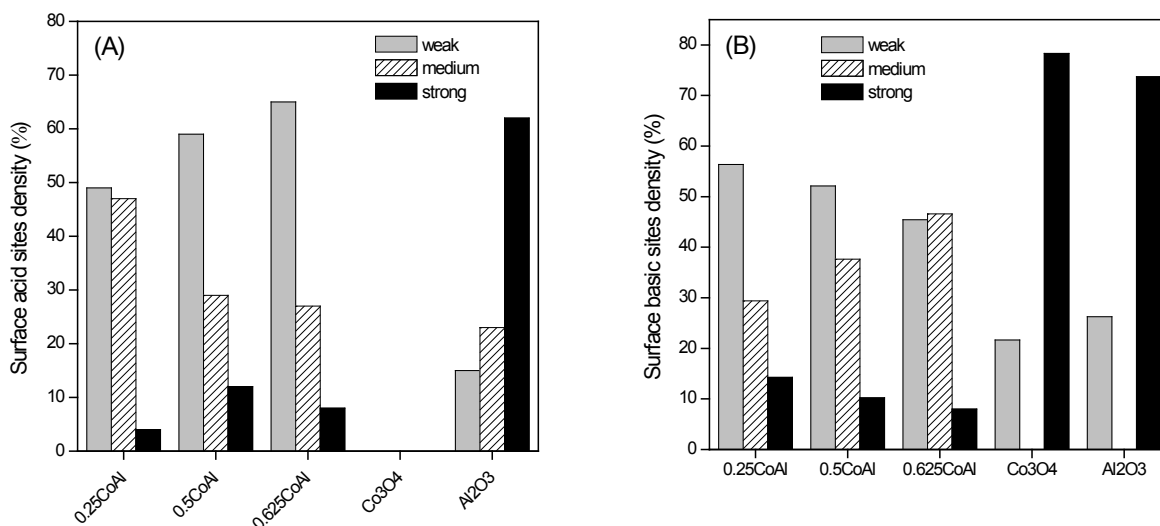 (A)
weak
medium
strong
Surface acid sites density (%)
80
70
60
50
40
30
20
10
0
0.25CoAl
0.5CoAl
0.625CoAl
Co3O4
Al2O3
(B)
weak
medium
strong
Surface basic sites density (%)
80
70
60
50
40
30
20
10
0
0.25CoAl
0.5CoAl
0.625CoAl
Co3O4
Al2O3